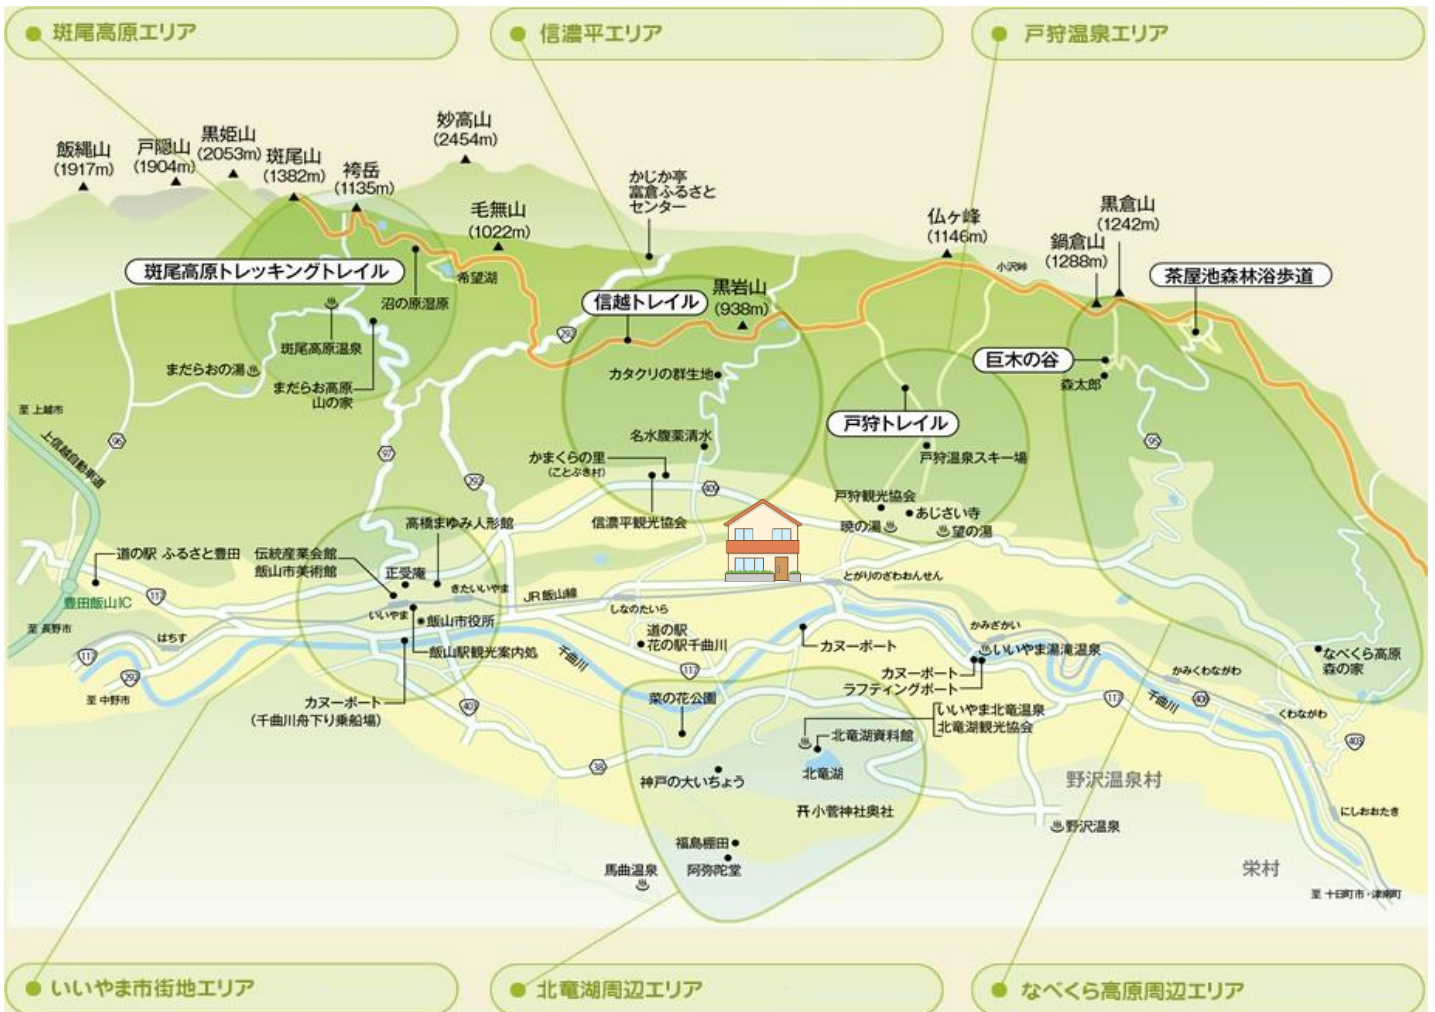 斑尾高原エリア
信濃平エリア
戸狩温泉エリア
飯縄山
(1917m)
戸隠山
(1904m)
黒姫山
(2053m)
斑尾山
(1382m)
袴岳
(1135m)
妙高山
(2454m)
毛無山
(1022m)
かじか亭
富倉ふるさと
センター
仏ヶ峰
(1146m)
小沢峠
鍋倉山
(1288m)
黒倉山
(1242m)
斑尾高原トレッキングトレイル
沼の原湿原
希望湖
信越トレイル
黒岩山
(938m)
茶屋池森林浴歩道
斑尾高原温泉
まだらおの湯
まだらお高原
山の家
292
カタクリの群生地
巨木の谷
森太郎
戸狩トレイル
至 上越市
上信越自動車道
96
97
292
名水腹薬清水
かまくらの里
(ことぶき村)
409
信濃平観光協会
戸狩温泉スキー場
戸狩観光協会
あじさい寺
暁の湯
望の湯
95
高橋まゆみ人形館
道の駅 ふるさと豊田
伝統産業会館
飯山市美術館
正受庵
きたいいやま
JR飯山線
しなのたいら
とがりのざわおんせん
豊田飯山IC
117
いいやま
飯山市役所
飯山駅観光案内処
至 長野市
はちす
117
292
至 中野市
千曲川
道の駅
花の駅千曲川
117
カヌーポート
かみざかい
いいやま湯滝温泉
カヌーポート
ラフティングポート
なべくら高原
森の家
かみくわながわ
117
千曲川
408
くわながわ
403
カヌーポート
(千曲川舟下り乗船場)
403
菜の花公園
いいやま北竜温泉
北竜湖観光協会
北竜湖資料館
北竜湖
38
神戸の大いちょう
小菅神社奥社
野沢温泉村
野沢温泉
にしおおたき
福島棚田
阿弥陀堂
馬曲温泉
栄村
至 十日町市・津南町
いいやま市街地エリア
北竜湖周辺エリア
なべくら高原周辺エリア